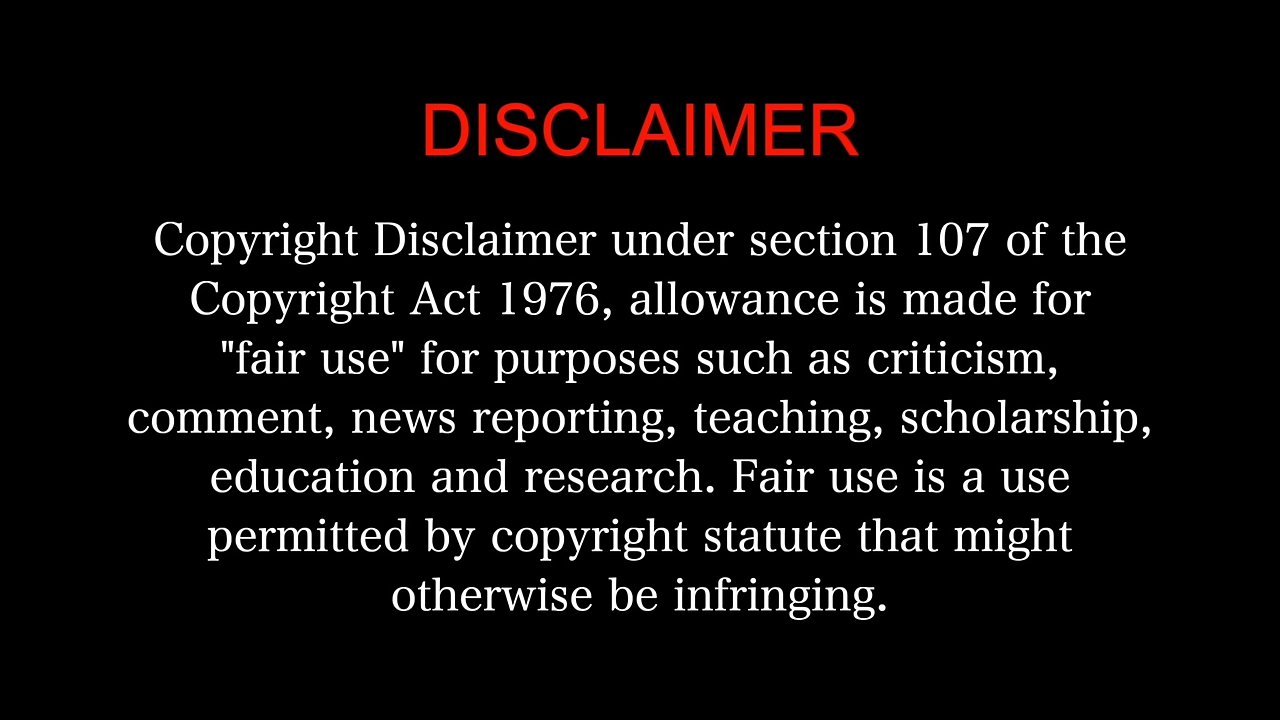 DISCLAIMER
Copyright Disclaimer under section 107 of the
Copyright Act 1976, allowance is made for
"fair use" for purposes such as criticism,
comment, news reporting, teaching, scholarship,
education and research. Fair use is a use
permitted by copyright statute that might
otherwise be infringing.